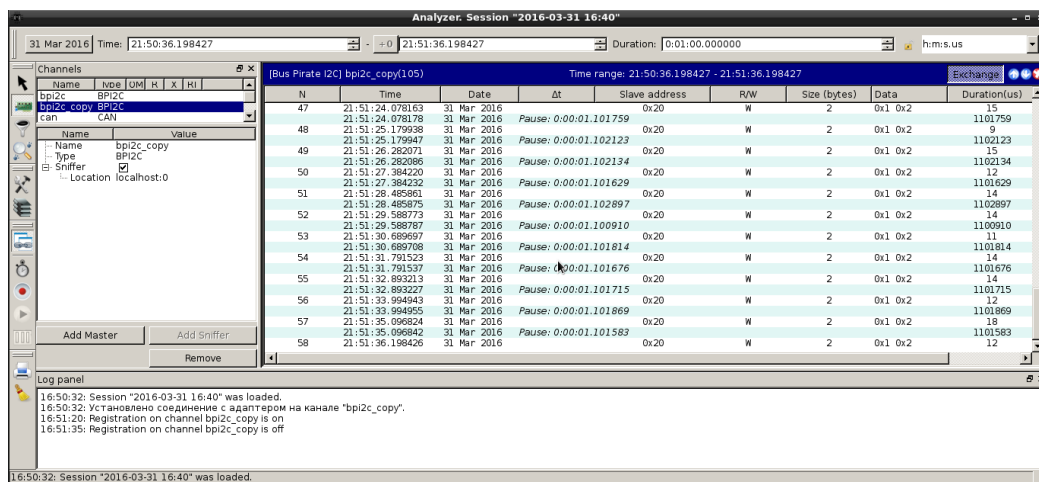 Analyzer. Session "2016-03-31 16:40"
31 Mar 2016 Time: 21:50:36.198427 - +0 21:51:36.198427 Duration: 0:01:00.000000 h:m:s.us
Channels
Name
bpi2c BPI2C
bpi2c_copy BPI2C
can CAN
Name Value
Name bpi2c_copy
Type BPI2C
Sniffer
Location localhost:0
Add Master Add Sniffer
Remove
[Bus Pirate I2C] bpi2c_copy(105) Time range: 21:50:36.198427 - 21:51:36.198427 Exchange
N Time Date Δt Slave address R/W Size (bytes) Data Duration(us)
47 21:51:24.078163 31 Mar 2016 0x20 W 2 0x1 0x2 15
21:51:24.078178 31 Mar 2016 Pause: 0:00:01.101759 1101759
48 21:51:25.179938 31 Mar 2016 0x20 W 2 0x1 0x2 9
21:51:25.179947 31 Mar 2016 Pause: 0:00:01.102123 1102123
49 21:51:26.282071 31 Mar 2016 0x20 W 2 0x1 0x2 15
21:51:26.282086 31 Mar 2016 Pause: 0:00:01.102134 1102134
50 21:51:27.384220 31 Mar 2016 0x20 W 2 0x1 0x2 12
21:51:27.384232 31 Mar 2016 Pause: 0:00:01.101629 1101629
51 21:51:28.485861 31 Mar 2016 0x20 W 2 0x1 0x2 14
21:51:28.485875 31 Mar 2016 Pause: 0:00:01.102897 1102897
52 21:51:29.588773 31 Mar 2016 0x20 W 2 0x1 0x2 14
21:51:29.588787 31 Mar 2016 Pause: 0:00:01.100910 1100910
53 21:51:30.689697 31 Mar 2016 0x20 W 2 0x1 0x2 11
21:51:30.689708 31 Mar 2016 Pause: 0:00:01.101814 1101814
54 21:51:31.791523 31 Mar 2016 0x20 W 2 0x1 0x2 14
21:51:31.791537 31 Mar 2016 Pause: 0:00:01.101676 1101676
55 21:51:32.893213 31 Mar 2016 0x20 W 2 0x1 0x2 14
21:51:32.893227 31 Mar 2016 Pause: 0:00:01.101715 1101715
56 21:51:33.994943 31 Mar 2016 0x20 W 2 0x1 0x2 12
21:51:33.994955 31 Mar 2016 Pause: 0:00:01.101869 1101869
57 21:51:35.096824 31 Mar 2016 0x20 W 2 0x1 0x2 18
21:51:35.096842 31 Mar 2016 Pause: 0:00:01.101583 1101583
58 21:51:36.198426 31 Mar 2016 0x20 W 2 0x1 0x2 12
Log panel
16:50:32: Session "2016-03-31 16:40" was loaded.
16:50:32: Установлено соединение с адаптером на канале "bpi2c_copy".
16:51:20: Registration on channel bpi2c_copy is on
16:51:35: Registration on channel bpi2c_copy is off
16:50:32: Session "2016-03-31 16:40" was loaded.